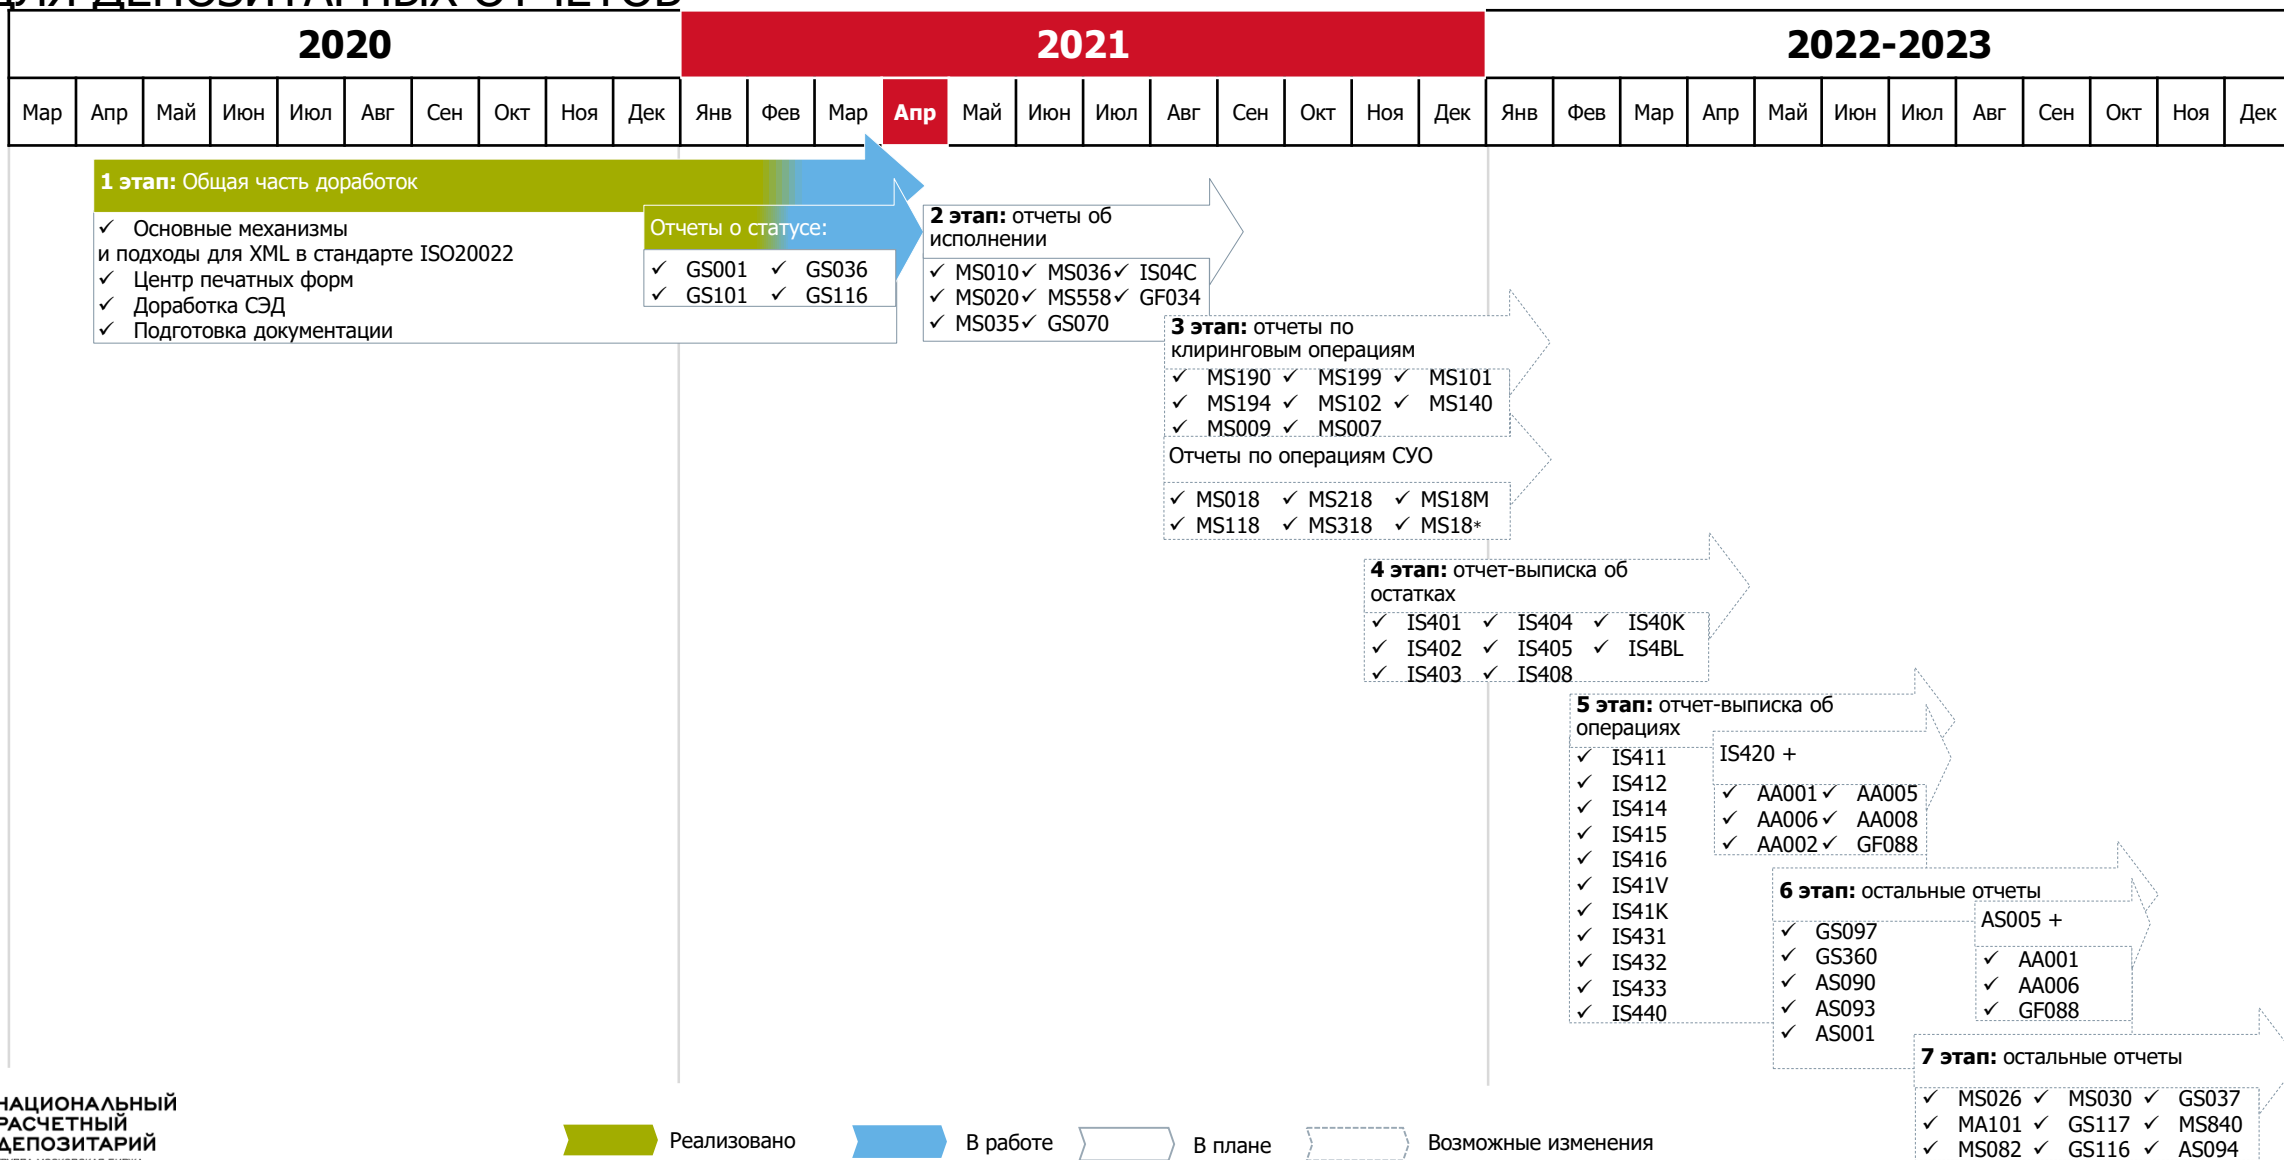 ДЛЯ ДЕПОЗИТАРНЫХ ОТЧЕТОВ
2020 2021 2022-2023
Мар Апр Май Июн Июл Авг Сен Окт Ноя Дек Янв Фев Мар Апр Май Июн Июл Авг Сен Окт Ноя Дек Янв Фев Мар Апр Май Июн Июл Авг Сен Окт Ноя Дек
1 этап: Общая часть доработок
✓ Основные механизмы
и подходы для XML в стандарте ISO20022
✓ Центр печатных форм
✓ Доработка СЭД
✓ Подготовка документации
Отчеты о статусе:
✓ GS001 ✓ GS036
✓ GS101 ✓ GS116
2 этап: отчеты об
исполнении
✓ MS010 ✓ MS036 ✓ IS04C
✓ MS020 ✓ MS558 ✓ GF034
✓ MS035 ✓ GS070
3 этап: отчеты по
клиринговым операциям
✓ MS190 ✓ MS199 ✓ MS101
✓ MS194 ✓ MS102 ✓ MS140
✓ MS009 ✓ MS007
Отчеты по операциям СУО
✓ MS018 ✓ MS218 ✓ MS18M
✓ MS118 ✓ MS318 ✓ MS18*
4 этап: отчет-выписка об
остатках
✓ IS401 ✓ IS404 ✓ IS40K
✓ IS402 ✓ IS405 ✓ IS4BL
✓ IS403 ✓ IS408
5 этап: отчет-выписка об
операциях
✓ IS411
✓ IS412
✓ IS414
✓ IS415
✓ IS416
✓ IS41V
✓ IS41K
✓ IS431
✓ IS432
✓ IS433
✓ IS440
IS420 +
✓ AA001 ✓ AA005
✓ AA006 ✓ AA008
✓ AA002 ✓ GF088
6 этап: остальные отчеты
✓ GS097
✓ GS360
✓ AS090
✓ AS093
✓ AS001
AS005 +
✓ AA001
✓ AA006
✓ GF088
7 этап: остальные отчеты
✓ MS026 ✓ MS030 ✓ GS037
✓ MA101 ✓ GS117 ✓ MS840
✓ MS082 ✓ GS116 ✓ AS094
НАЦИОНАЛЬНЫЙ
РАСЧЕТНЫЙ
ДЕПОЗИТАРИЙ
Реализовано В работе В плане Возможные изменения